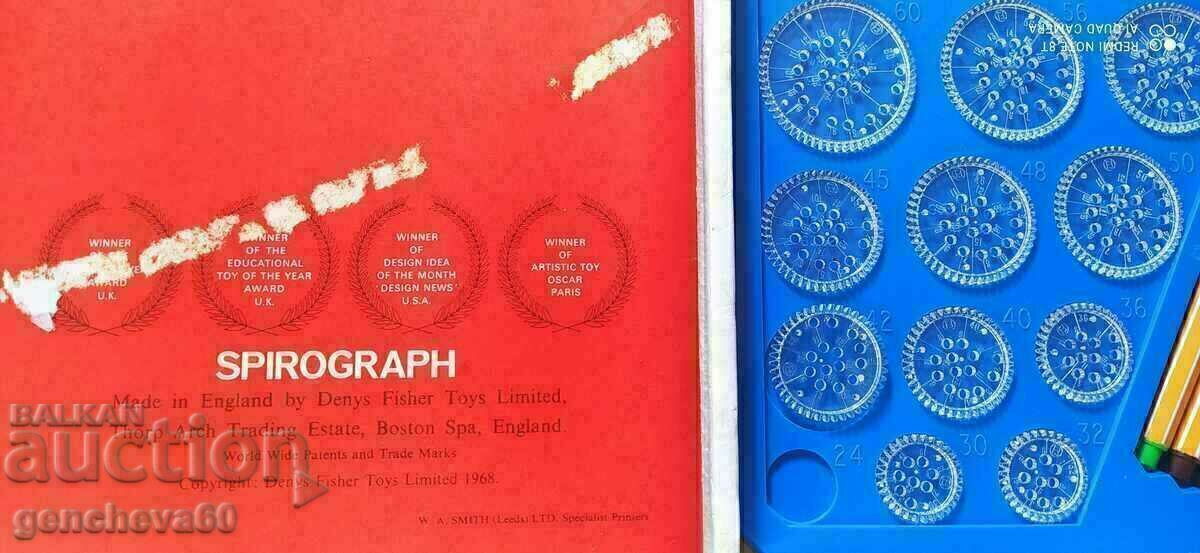 WINNER
AWARD
U.K.
WINNER
OF THE
EDUCATIONAL
TOY OF THE YEAR
AWARD
U.K.
WINNER
OF
DESIGN IDEA
OF THE MONTH
'DESIGN NEWS'
U.S.A.
WINNER
OF
ARTISTIC TOY
OSCAR
PARIS
SPIROGRAPH
Made in England by Denys Fisher Toys Limited,
Thorp Arch Trading Estate, Boston Spa, England.
World Wide Patents and Trade Marks
Copyright: Denys Fisher Toys Limited 1968.
W. A. SMITH (Leeds) LTD. Specialist Printers
BALKAN
auction
gencheva60
60
56
REDMI NOTE 8T
AI QUAD CAMERA
45
48
50
42
40
36
24
30
32